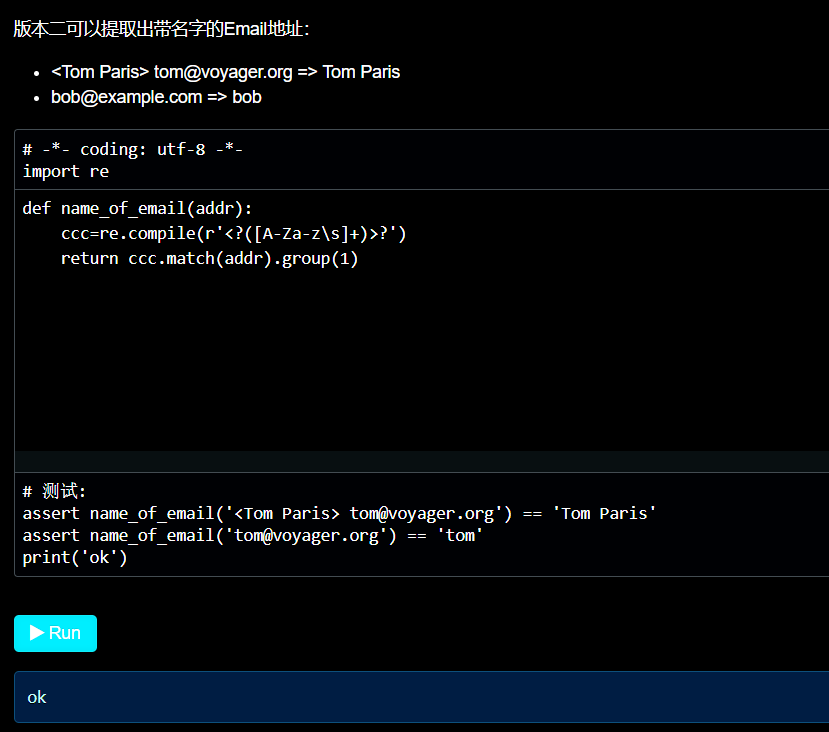 版本二可以提取出带名字的Email地址：
• <Tom Paris> tom@voyager.org => Tom Paris
• bob@example.com => bob
# -*- coding: utf-8 -*-
import re
def name_of_email(addr):
    ccc=re.compile(r'<?([A-Za-z\s]+)>?')
    return ccc.match(addr).group(1)
# 测试:
assert name_of_email('<Tom Paris> tom@voyager.org') == 'Tom Paris'
assert name_of_email('tom@voyager.org') == 'tom'
print('ok')
Run
ok